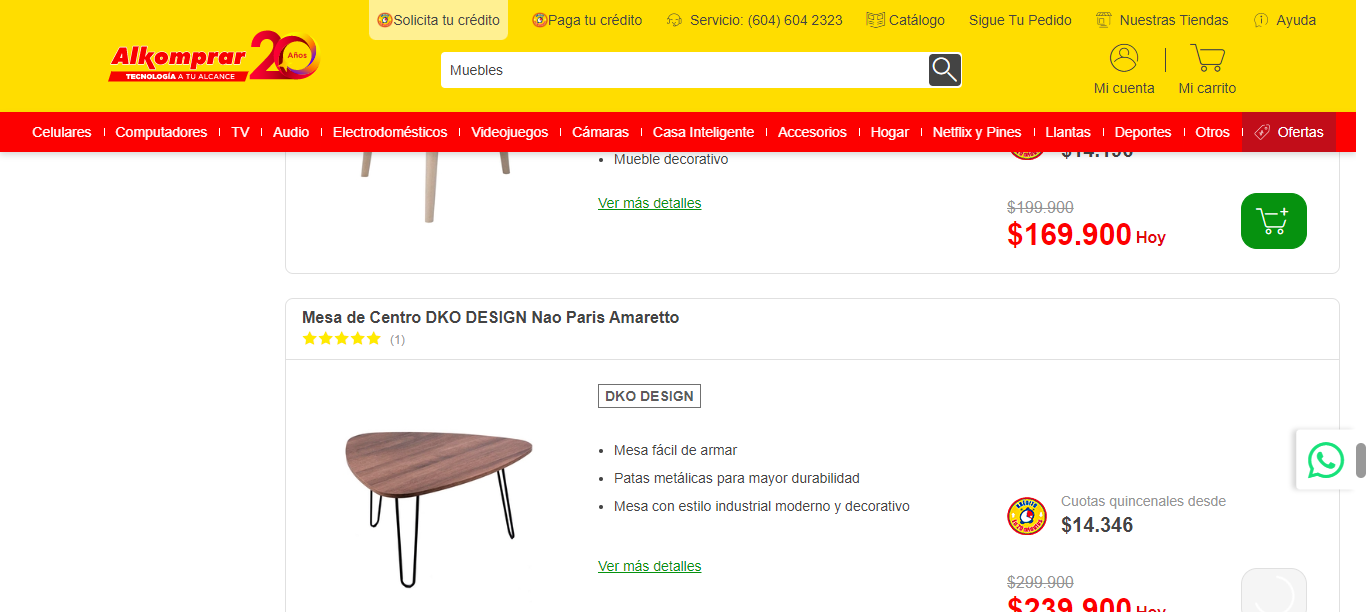 Solicita tu crédito
Paga tu crédito
Servicio: (604) 604 2323
Catálogo
Sigue Tu Pedido
Nuestras Tiendas
Ayuda
Alkomprar 20 Años
TECNOLOGÍA A TU ALCANCE
Muebles
Mi cuenta
Mi carrito
Celulares
Computadores
TV
Audio
Electrodomésticos
Videojuegos
Cámaras
Casa Inteligente
Accesorios
Hogar
Netflix y Pines
Llantas
Deportes
Otros
Ofertas
Mueble decorativo
Ver más detalles
$199.900
$169.900 Hoy
Mesa de Centro DKO DESIGN Nao Paris Amaretto
(1)
DKO DESIGN
Mesa fácil de armar
Patas metálicas para mayor durabilidad
Mesa con estilo industrial moderno y decorativo
Ver más detalles
Cuotas quincenales desde
$14.346
$299.900
$239.900 Hoy